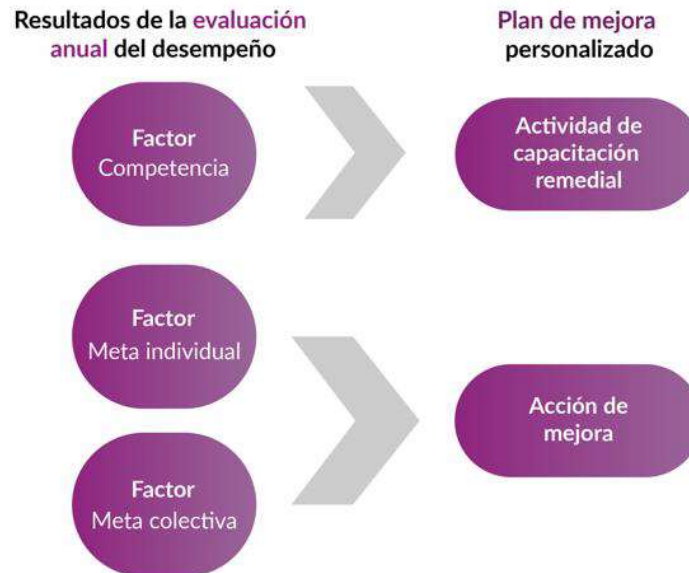 Resultados de la evaluación
anual del desempeño
Plan de mejora
personalizado
Factor
Competencia
Actividad de
capacitación
remedial
Factor
Meta individual
Factor
Meta colectiva
Acción de
mejora